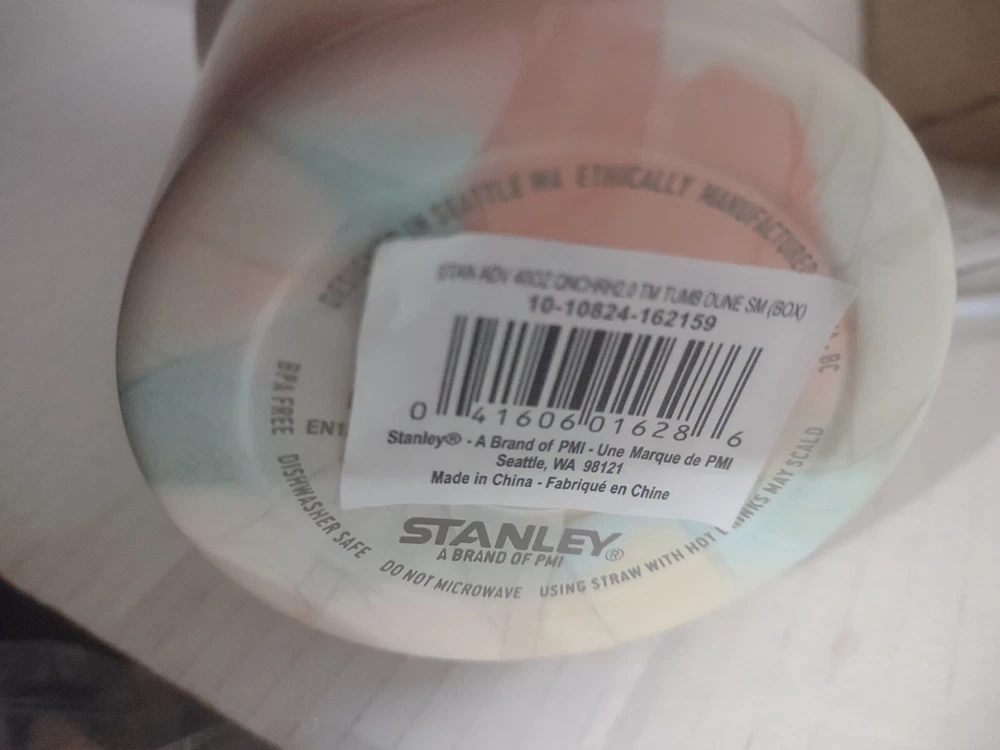 IN SEATTLE WA ETHICALLY MANUFACTURED
STAN ADV 40OZ QNCHRH2.0 TM TUMB DUNE SM (BOX)
10-10824-162159
0 41606 01628 6
Stanley® - A Brand of PMI - Une Marque de PMI
Seattle, WA 98121
Made in China - Fabriqué en Chine
BPA FREE
DISHWASHER SAFE
STANLEY®
A BRAND OF PMI
DO NOT MICROWAVE
USING STRAW WITH HOT DRINKS MAY SCALD